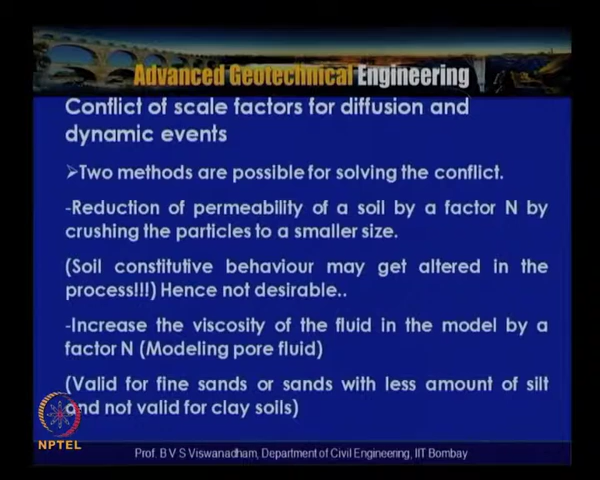 Advanced Geotechnical Engineering
Conflict of scale factors for diffusion and
dynamic events
➢Two methods are possible for solving the conflict.
-Reduction of permeability of a soil by a factor N by
crushing the particles to a smaller size.
(Soil constitutive behaviour may get altered in the
process!!!) Hence not desirable..
-Increase the viscosity of the fluid in the model by a
factor N (Modeling pore fluid)
(Valid for fine sands or sands with less amount of silt
and not valid for clay soils)
NPTEL
Prof. B V S Viswanadham, Department of Civil Engineering, IIT Bombay